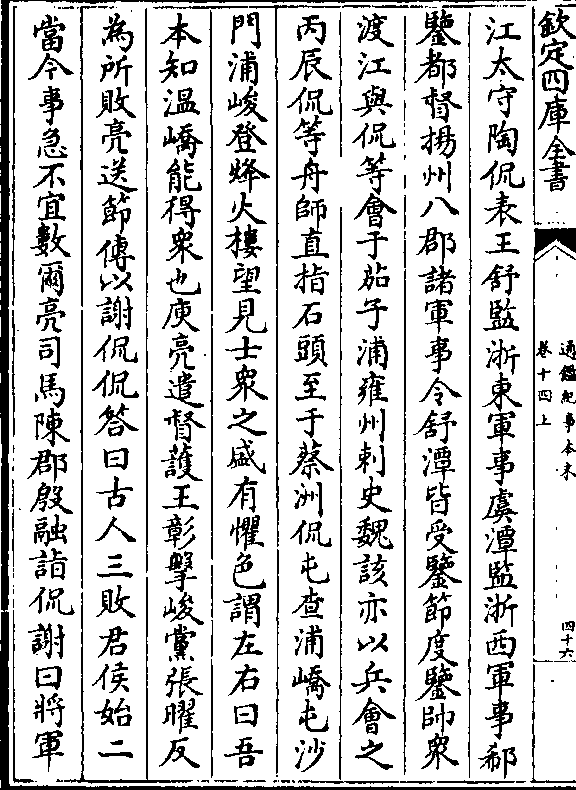 欽定四庫全書
通鑑紀事本末
卷十四上
四十六
江太守陶侃表王舒監浙東軍事虞潭監浙西軍事郗
鑒都督揚州八郡諸軍事令舒潭皆受鑒節度鑒帥衆
渡江與侃等會于茄子浦雍州刺史魏該亦以兵會之
丙辰侃等舟師直指石頭至于蔡洲侃屯查浦嶠屯沙
門浦峻登烽火樓望見士衆之盛有懼色謂左右曰吾
本知温嶠能得衆也庾亮遣督護王彰擊峻黨張曜反
為所敗亮送節傳以謝侃侃答曰古人三敗君侯始二
當今事急不宜數爾亮司馬陳郡殷融詣侃謝曰將軍